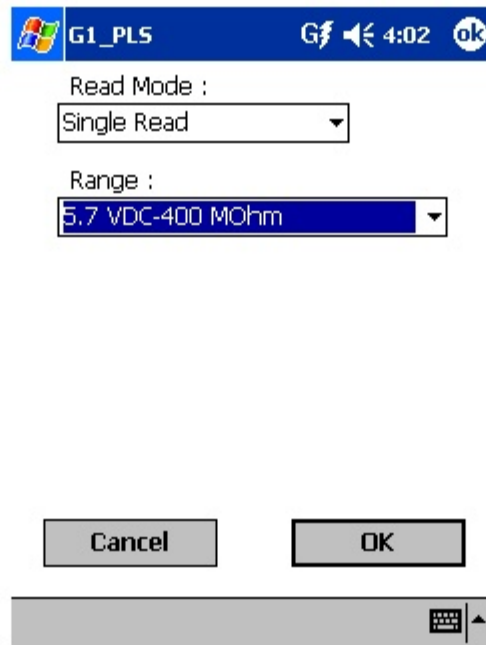 G1_PLS G 4:02 ok
Read Mode :
Single Read
Range :
5.7 VDC-400 MOhm
Cancel OK